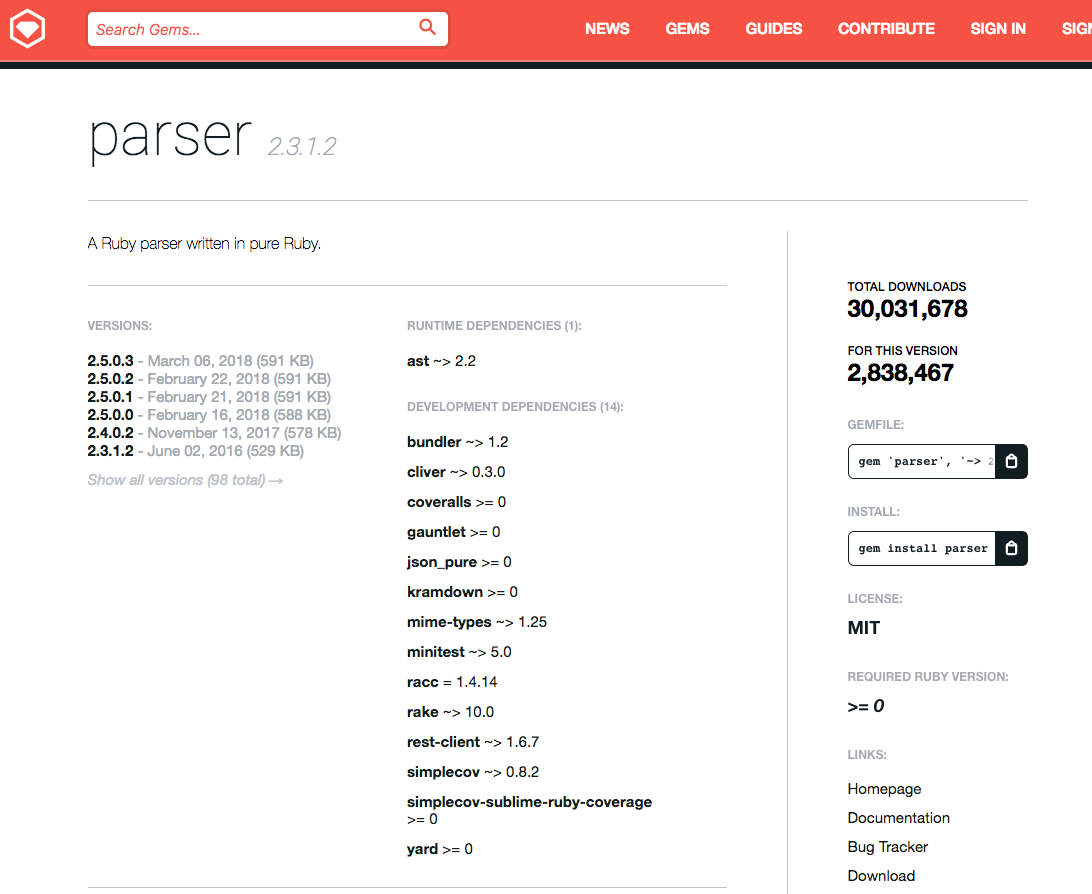 Search Gems...
NEWS GEMS GUIDES CONTRIBUTE SIGN IN SIGN
parser 2.3.1.2
A Ruby parser written in pure Ruby.
VERSIONS:
2.5.0.3 - March 06, 2018 (591 KB)
2.5.0.2 - February 22, 2018 (591 KB)
2.5.0.1 - February 21, 2018 (591 KB)
2.5.0.0 - February 16, 2018 (588 KB)
2.4.0.2 - November 13, 2017 (578 KB)
2.3.1.2 - June 02, 2016 (529 KB)
Show all versions (98 total) →
RUNTIME DEPENDENCIES (1):
ast ~> 2.2
DEVELOPMENT DEPENDENCIES (14):
bundler ~> 1.2
cliver ~> 0.3.0
coveralls >= 0
gauntlet >= 0
json_pure >= 0
kramdown >= 0
mime-types ~> 1.25
minitest ~> 5.0
racc = 1.4.14
rake ~> 10.0
rest-client ~> 1.6.7
simplecov ~> 0.8.2
simplecov-sublime-ruby-coverage
>= 0
yard >= 0
TOTAL DOWNLOADS
30,031,678
FOR THIS VERSION
2,838,467
GEMFILE:
gem 'parser', '~> 2
INSTALL:
gem install parser
LICENSE:
MIT
REQUIRED RUBY VERSION:
>= 0
LINKS:
Homepage
Documentation
Bug Tracker
Download